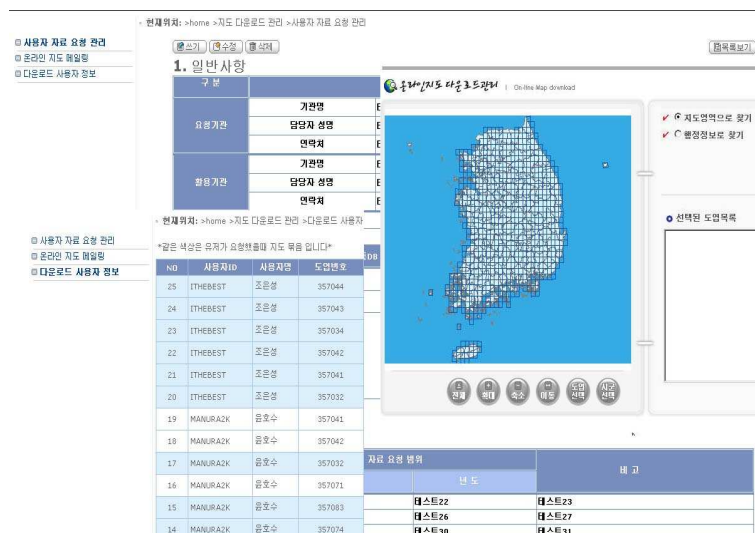 현재위치: >home >지도 다운로드 관리 >사용자 자료 요청 관리
사용자 자료 요청 관리
온라인 지도 메일링
다운로드 사용자 정보
쓰기 수정 삭제
목록보기
1. 일반사항
구 분
요청기관
기관명
담당자 성명
연락처
활용기관
기관명
담당자 성명
연락처
온라인지도 다운로드관리 | On-line Map download
지도영역으로 찾기
행정정보로 찾기
선택된 도엽목록
전체 확대 축소 이동 도엽선택 시군선택
현재위치: >home >지도 다운로드 관리 >다운로드 사용자
사용자 자료 요청 관리
온라인 지도 메일링
다운로드 사용자 정보
*같은 색상은 유저가 요청했을때 지도 묶음 입니다*
NO 사용자ID 사용자명 도엽번호
25 ITHEBEST 조은성 357044
24 ITHEBEST 조은성 357043
23 ITHEBEST 조은성 357034
22 ITHEBEST 조은성 357042
21 ITHEBEST 조은성 357041
20 ITHEBEST 조은성 357032
19 MANURA2K 윤호수 357041
18 MANURA2K 윤호수 357042
17 MANURA2K 윤호수 357032
16 MANURA2K 윤호수 357071
15 MANURA2K 윤호수 357083
14 MANURA2K 윤호수 357074
DB
자료 요청 범위
비 고
년 도
테스트22 테스트23
테스트26 테스트27
테스트30 테스트31